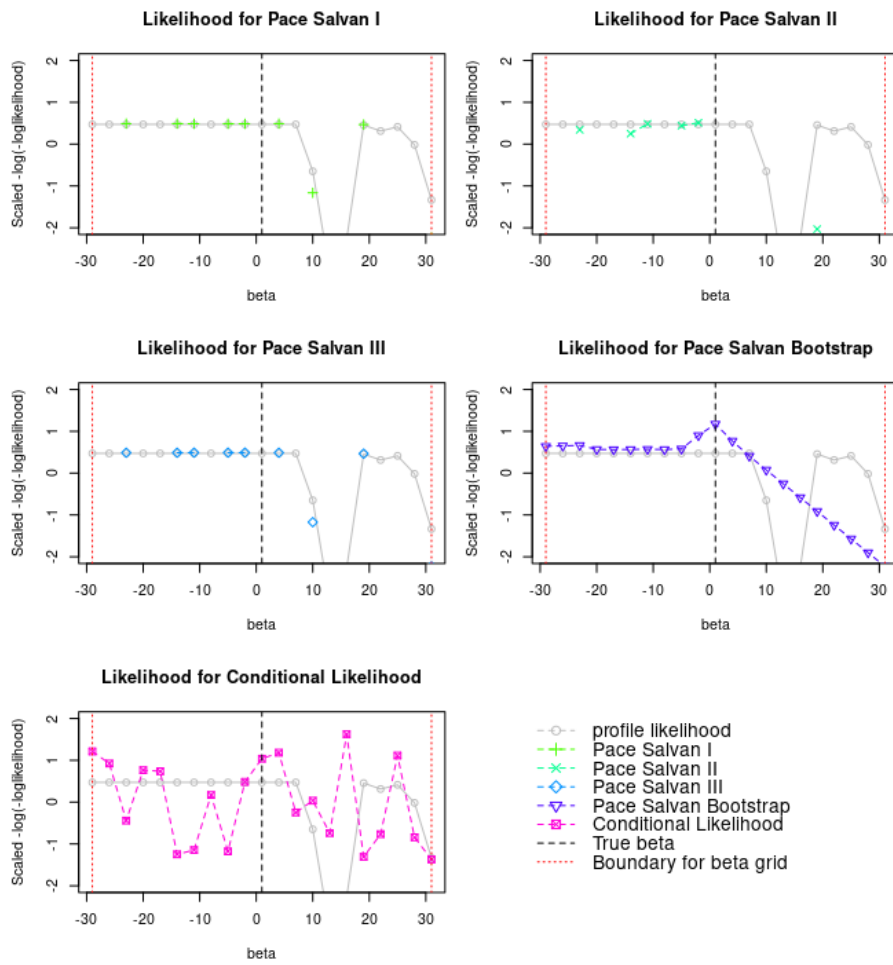 Likelihood for Pace Salvan I
Scaled -log(-loglikelihood)
2
1
0
-1
-2
-30 -20 -10 0 10 20 30
beta
Likelihood for Pace Salvan II
Scaled -log(-loglikelihood)
2
1
0
-1
-2
-30 -20 -10 0 10 20 30
beta
Likelihood for Pace Salvan III
Scaled -log(-loglikelihood)
2
1
0
-1
-2
-30 -20 -10 0 10 20 30
beta
Likelihood for Pace Salvan Bootstrap
Scaled -log(-loglikelihood)
2
1
0
-1
-2
-30 -20 -10 0 10 20 30
beta
Likelihood for Conditional Likelihood
Scaled -log(-loglikelihood)
2
1
0
-1
-2
-30 -20 -10 0 10 20 30
beta
profile likelihood
Pace Salvan I
Pace Salvan II
Pace Salvan III
Pace Salvan Bootstrap
Conditional Likelihood
True beta
Boundary for beta grid